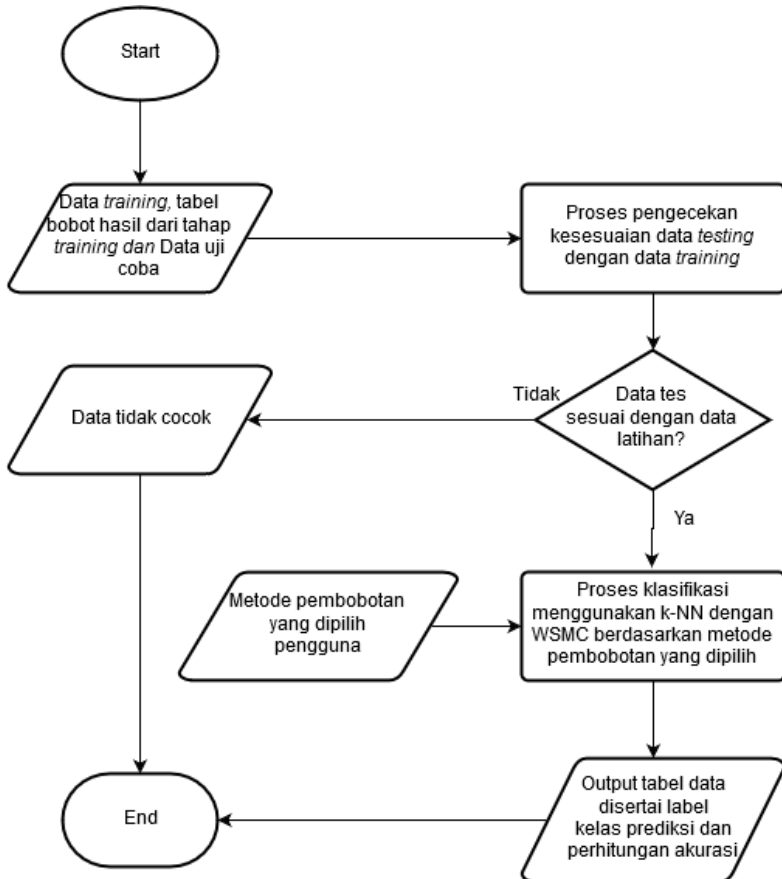 Start
Data training, tabel
bobot hasil dari tahap
training dan Data uji
coba
Proses pengecekan
kesesuaian data testing
dengan data training
Data tes
sesuai dengan data
latihan?
Tidak
Data tidak cocok
Ya
Metode pembobotan
yang dipilih
pengguna
Proses klasifikasi
menggunakan k-NN dengan
WSMC berdasarkan metode
pembobotan yang dipilih
Output tabel data
disertai label
kelas prediksi dan
perhitungan akurasi
End